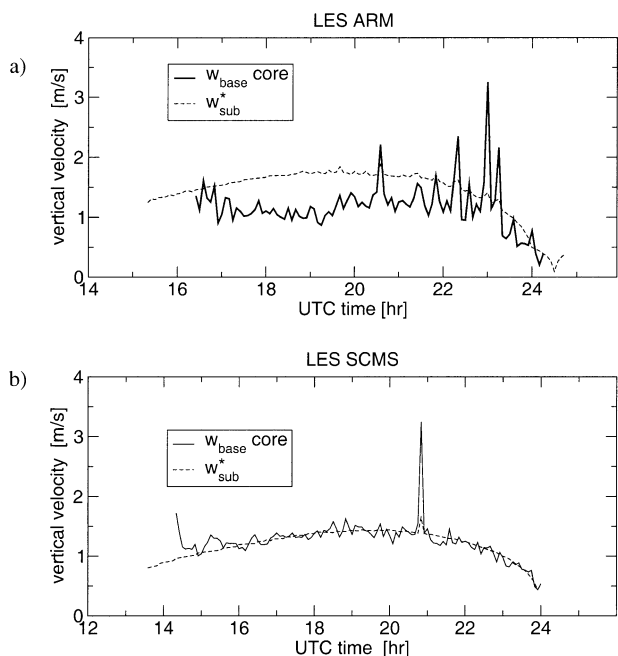 LES ARM
a)
4
3
2
1
0
vertical velocity [m/s]
w_base core
w*_sub
14 16 18 20 22 24
UTC time [hr]
LES SCMS
b)
4
3
2
1
0
vertical velocity [m/s]
w_base core
w*_sub
12 14 16 18 20 22 24
UTC time [hr]